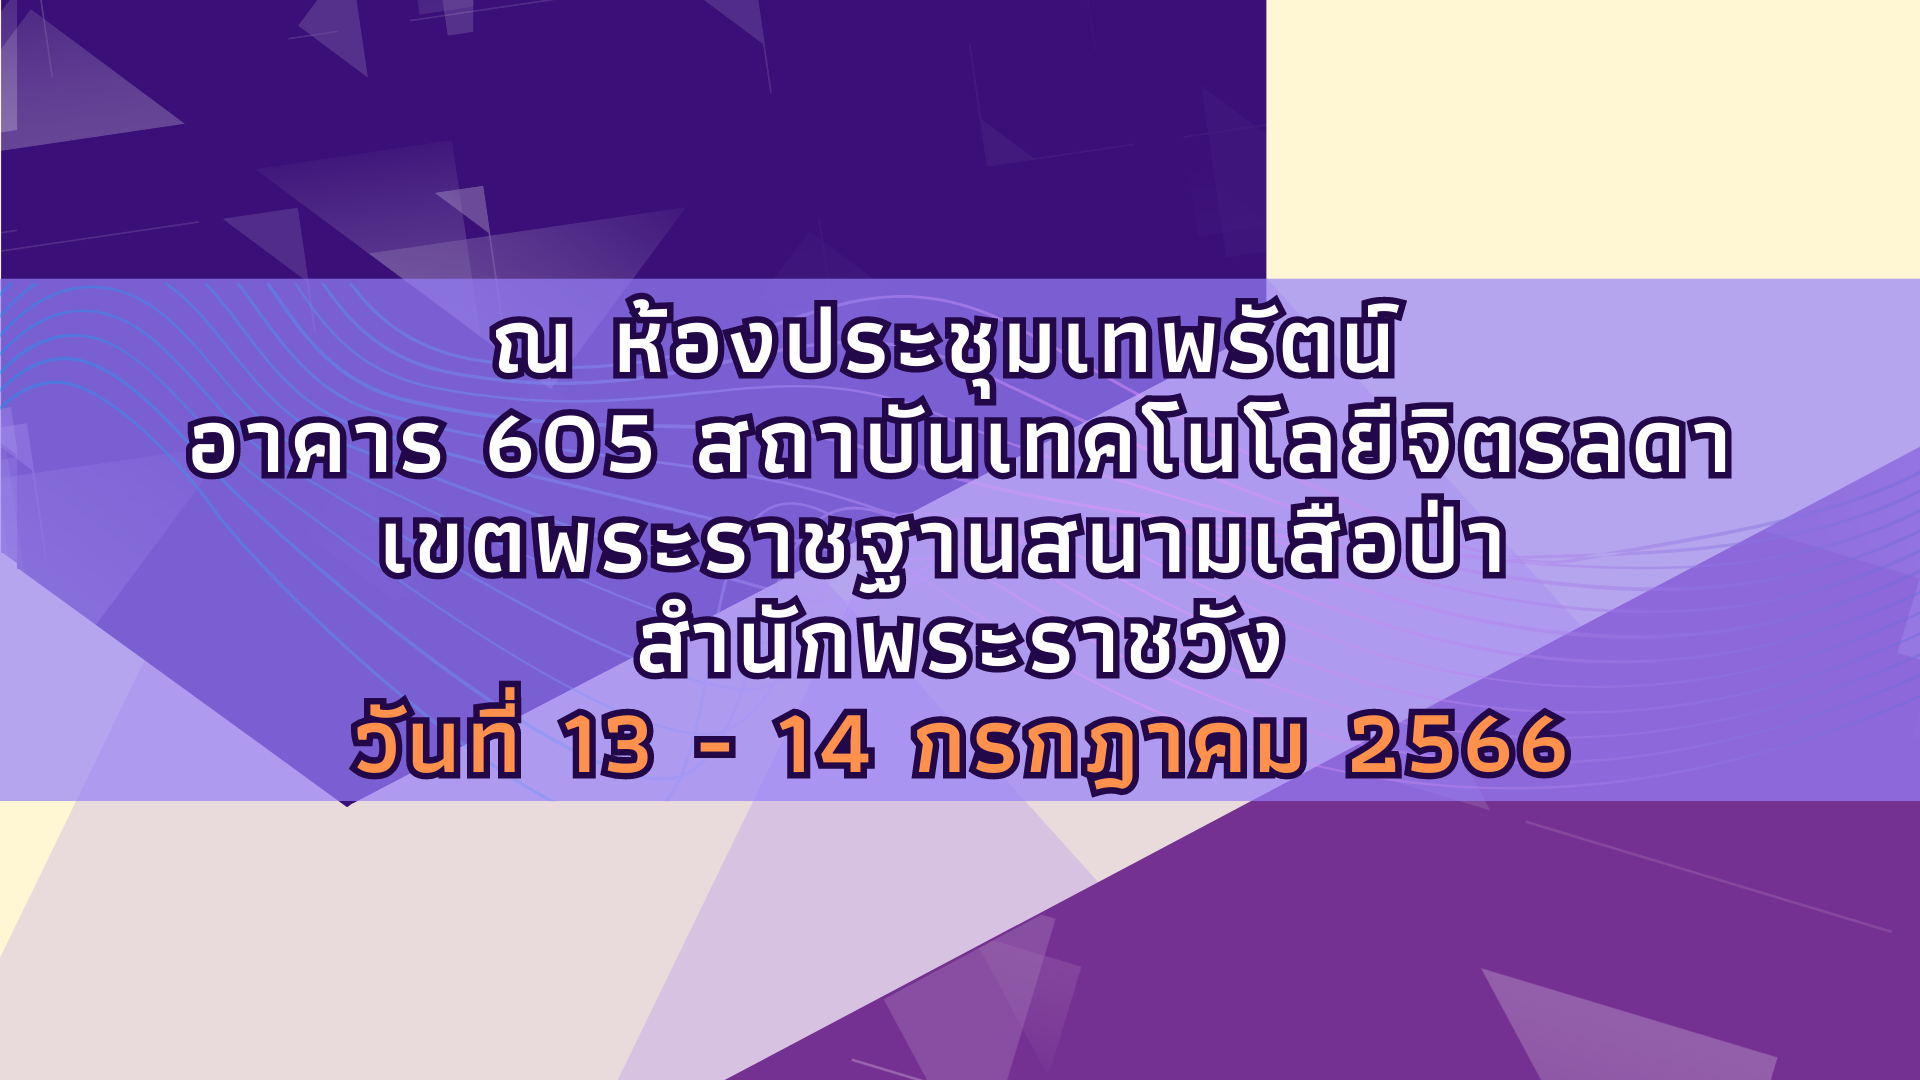 ณ ห้องประชุมเทพรัตน์
อาคาร 605 สถาบันเทคโนโลยีจิตรลดา
เขตพระราชฐานสนามเสือป่า
สำนักพระราชวัง
วันที่ 13 - 14 กรกฎาคม 2566